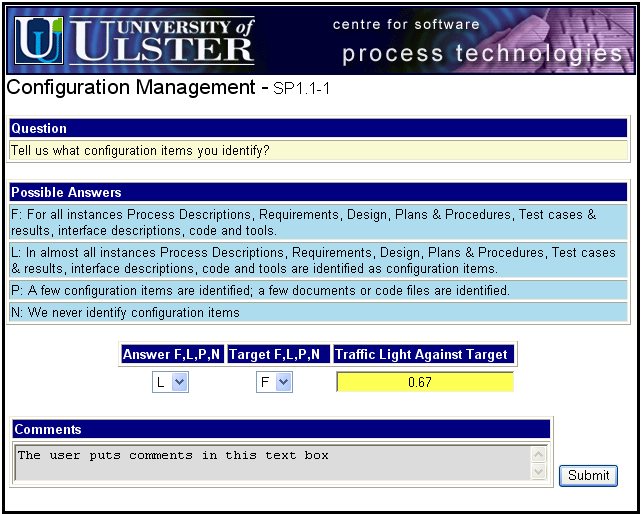 UNIVERSITY of
ULSTER
centre for software
process technologies
Configuration Management - SP1.1-1
Question
Tell us what configuration items you identify?
Possible Answers
F: For all instances Process Descriptions, Requirements, Design, Plans & Procedures, Test cases &
results, interface descriptions, code and tools.
L: In almost all instances Process Descriptions, Requirements, Design, Plans & Procedures, Test cases
& results, interface descriptions, code and tools are identified as configuration items.
P: A few configuration items are identified; a few documents or code files are identified.
N: We never identify configuration items
Answer F,L,P,N Target F,L,P,N Traffic Light Against Target
L F 0.67
Comments
The user puts comments in this text box
Submit